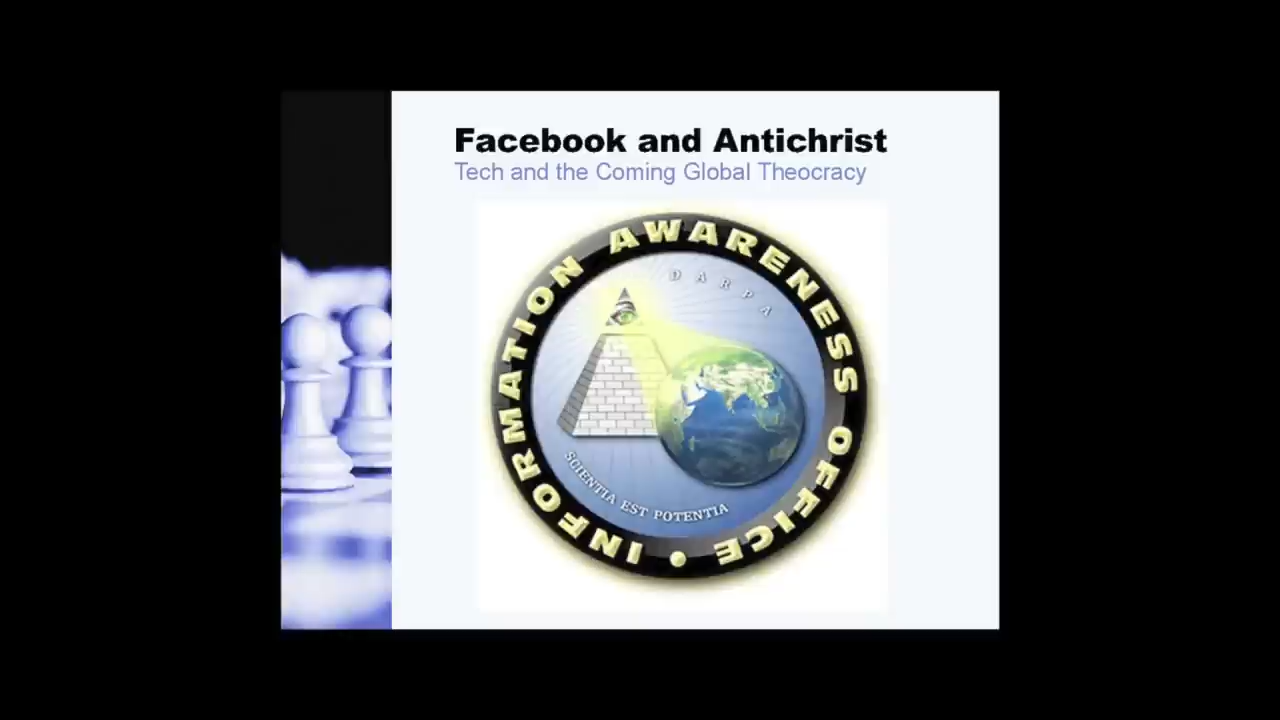 Facebook and Antichrist
Tech and the Coming Global Theocracy
INFORMATION AWARENESS OFFICE
DARPA
SCIENTIA EST POTENTIA